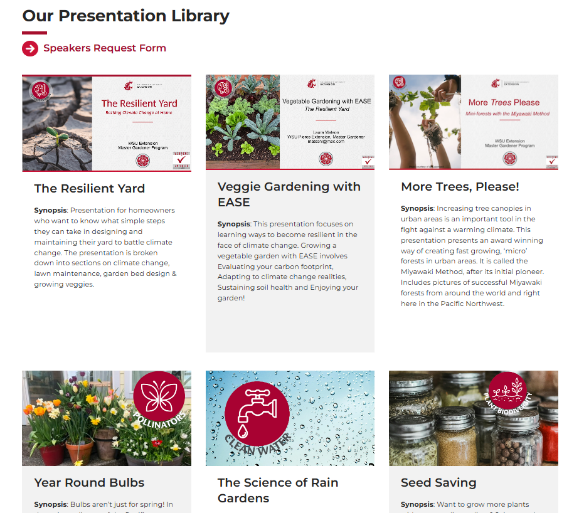 Our Presentation Library
Speakers Request Form
The Resilient Yard
Battling Climate Change at Home
WSU Extension
Master Gardener Program
The Resilient Yard
Synopsis: Presentation for homeowners
who want to know what simple steps
they can take in designing and
maintaining their yard to battle climate
change. The presentation is broken
down into sections on climate change,
lawn maintenance, garden bed design &
growing veggies.
Vegetable Gardening with EASE
The Resilient Yard
WSU Pierce Extension, Master Gardener
Veggie Gardening with
EASE
Synopsis: This presentation focuses on
learning ways to become resilient in the
face of climate change. Growing a
vegetable garden with EASE involves
Evaluating your carbon footprint,
Adapting to climate change realities,
Sustaining soil health and Enjoying your
garden!
More Trees Please
Mini-forests with the Miyawaki Method
WSU Extension
Master Gardener Program
More Trees, Please!
Synopsis: Increasing tree canopies in
urban areas is an important tool in the
fight against a warming climate. This
presentation presents an award winning
way of creating fast growing, 'micro'
forests in urban areas. It is called the
Miyawaki Method, after its initial pioneer.
Includes pictures of successful Miyawaki
forests from around the world and right
here in the Pacific Northwest.
POLLINATORS
Year Round Bulbs
Synopsis: Bulbs aren't just for spring! In
CLEAN WATER
The Science of Rain
Gardens
PLANT BIODIVERSITY
Seed Saving
Synopsis: Want to grow more plants